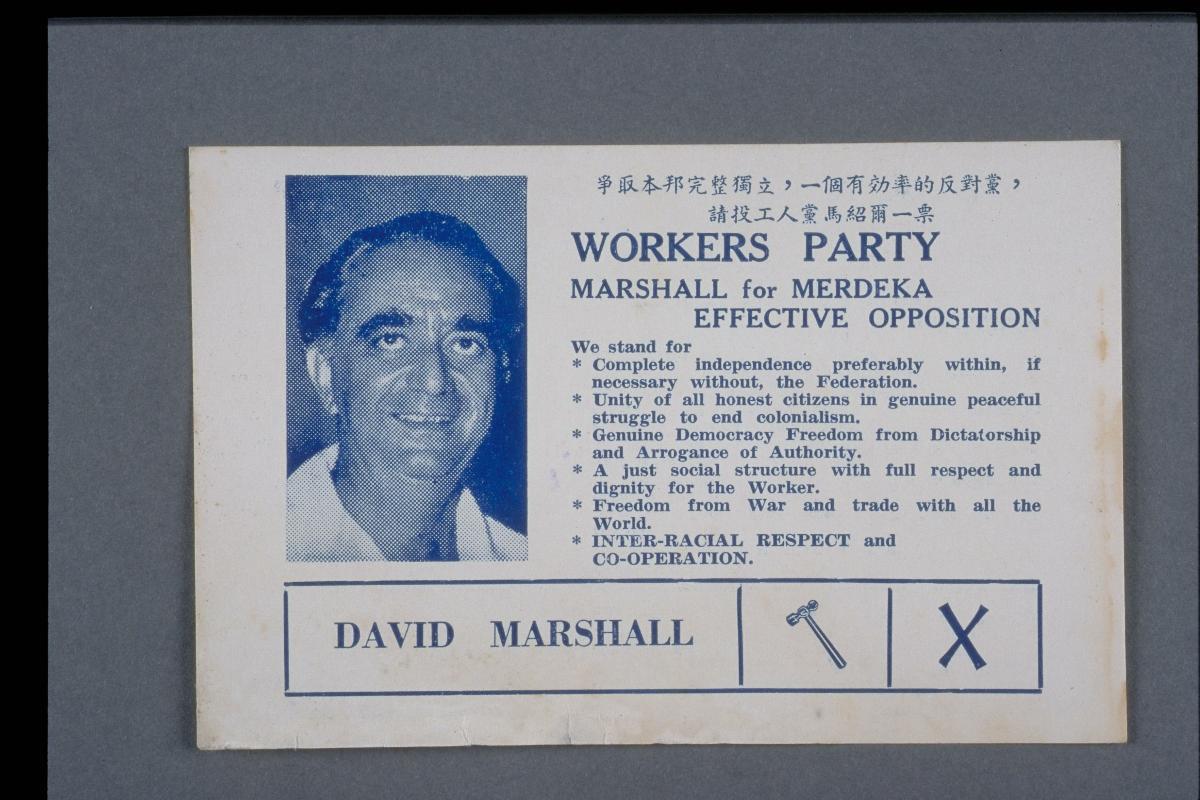 爭取本邦完整獨立，一個有効率的反對黨，
請投工人黨馬紹爾一票
WORKERS PARTY
MARSHALL for MERDEKA
EFFECTIVE OPPOSITION
We stand for
* Complete independence preferably within, if
necessary without, the Federation.
* Unity of all honest citizens in genuine peaceful
struggle to end colonialism.
* Genuine Democracy Freedom from Dictatorship
and Arrogance of Authority.
* A just social structure with full respect and
dignity for the Worker.
* Freedom from War and trade with all the
World.
* INTER-RACIAL RESPECT and
CO-OPERATION.
DAVID MARSHALL X